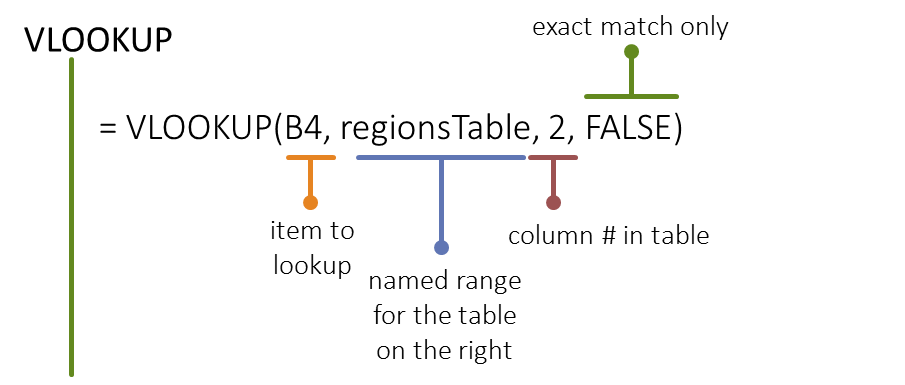 VLOOKUP
exact match only
= VLOOKUP(B4, regionsTable, 2, FALSE)
item to
lookup
column # in table
named range
for the table
on the right